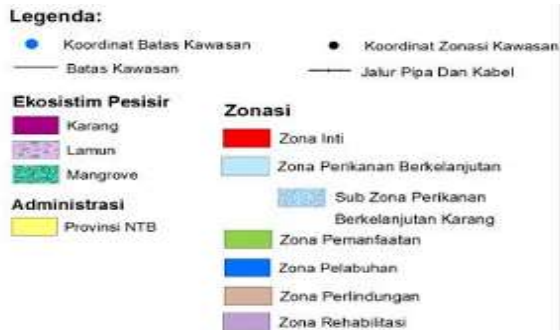 Legenda:
Koordinat Batas Kawasan
Koordinat Zonasi Kawasan
Batas Kawasan
Jalur Pipa Dan Kabel
Ekosistim Pesisir
Karang
Lamun
Mangrove
Administrasi
Provinsi NTB
Zonasi
Zona Inti
Zona Perikanan Berkelanjutan
Sub Zona Perikanan
Berkelanjutan Karang
Zona Pemanfaatan
Zona Pelabuhan
Zona Perlindungan
Zona Rehabilitasi